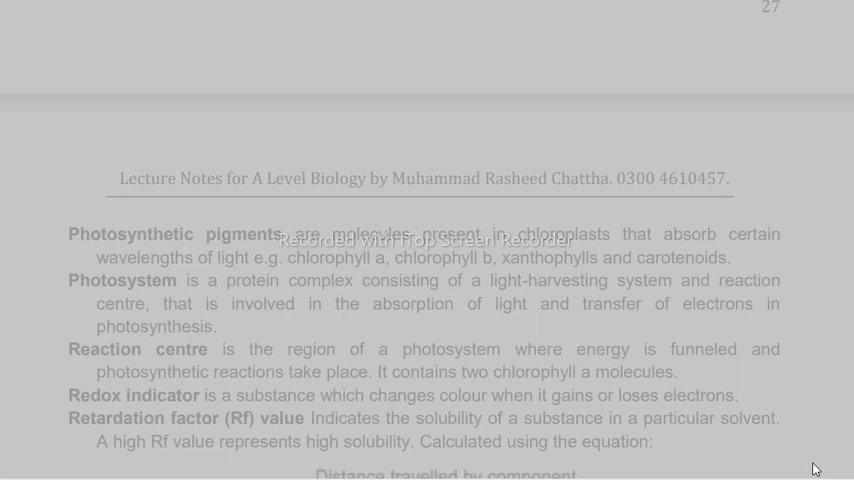 27
Lecture Notes for A Level Biology by Muhammad Rasheed Chattha. 0300 4610457.
Photosynthetic pigments are molecules present in chloroplasts that absorb certain
Recorded with iTop Screen Recorder
wavelengths of light e.g. chlorophyll a, chlorophyll b, xanthophylls and carotenoids.
Photosystem is a protein complex consisting of a light-harvesting system and reaction
centre, that is involved in the absorption of light and transfer of electrons in
photosynthesis.
Reaction centre is the region of a photosystem where energy is funneled and
photosynthetic reactions take place. It contains two chlorophyll a molecules.
Redox indicator is a substance which changes colour when it gains or loses electrons.
Retardation factor (Rf) value Indicates the solubility of a substance in a particular solvent.
A high Rf value represents high solubility. Calculated using the equation:
Distance travelled by component